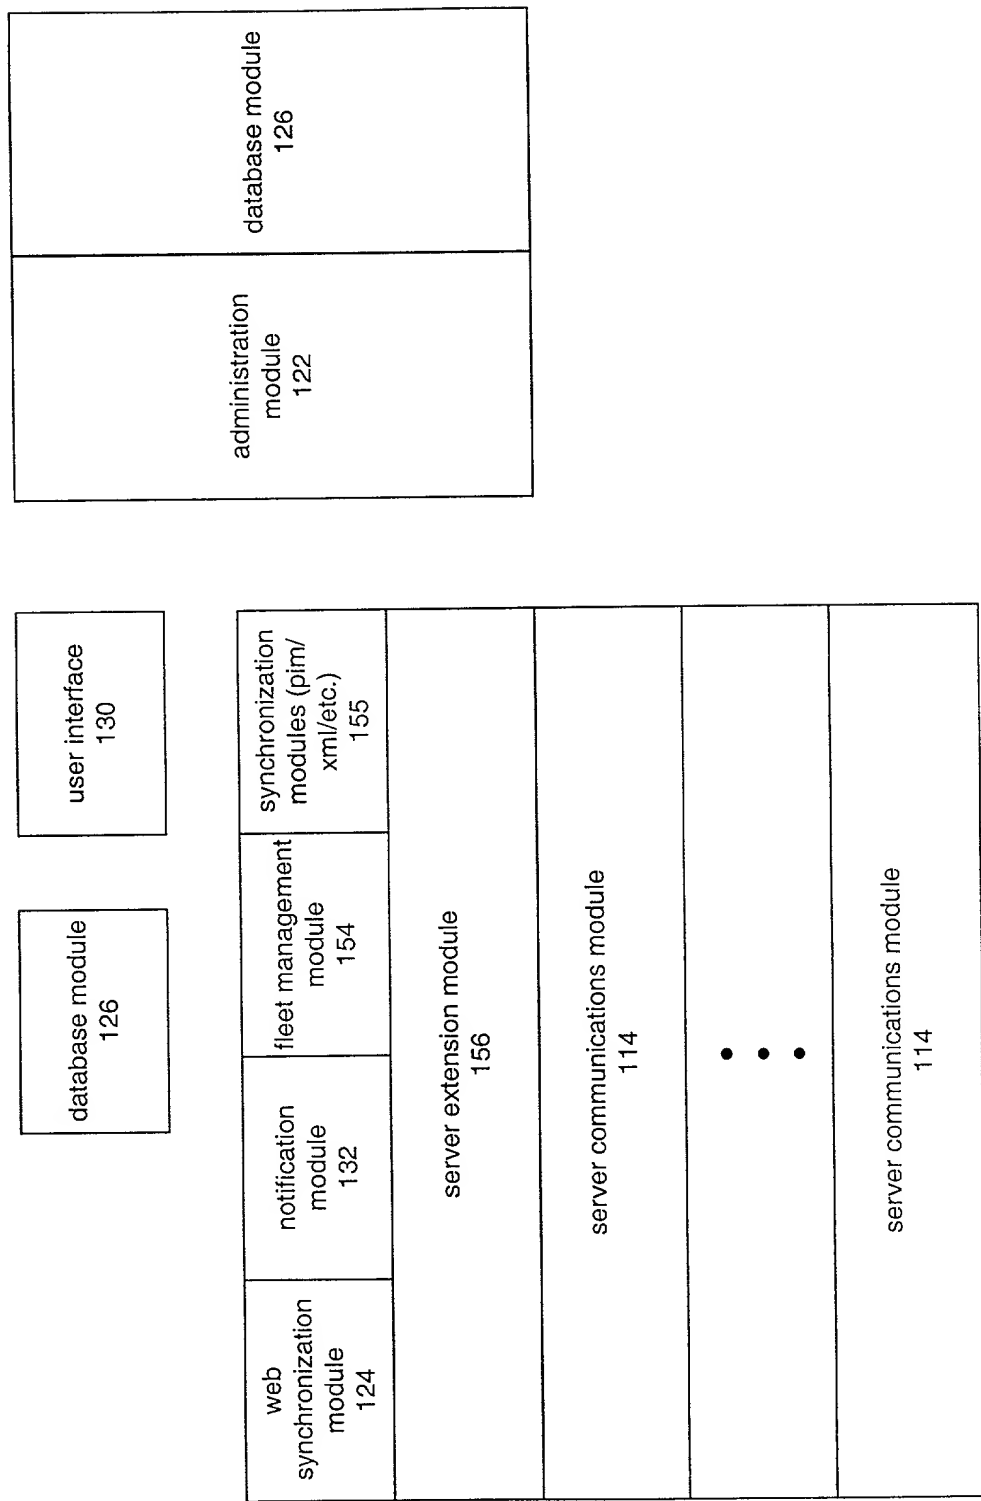 database module
126
user interface
130
web
synchronization
module
124
notification
module
132
fleet management
module
154
synchronization
modules (pim/
xml/etc.)
155
server extension module
156
server communications module
114
server communications module
114
administration
module
122
database module
126